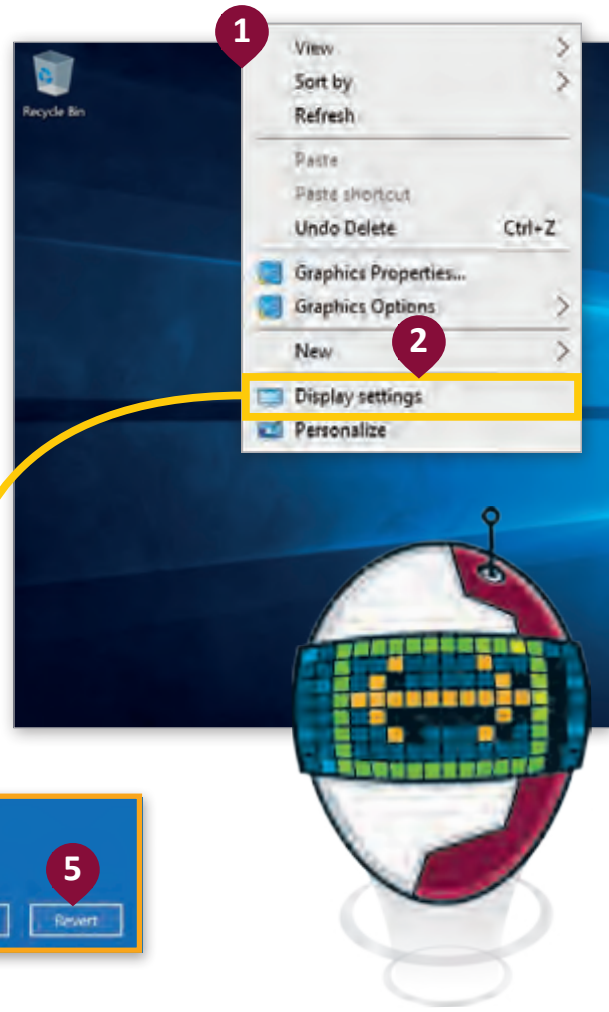 1
Recycle Bin
View
Sort by
Refresh
Paste
Paste shortcut
Undo Delete Ctrl+Z
Graphics Properties...
Graphics Options
2
New
Display settings
Personalize
5
Revert